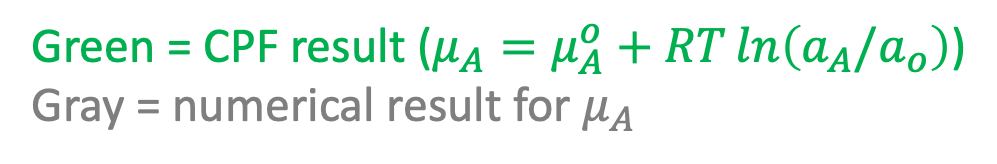 Green = CPF result (μ_A = μ_A^o + RT ln(a_A/a_o))
Gray = numerical result for μ_A